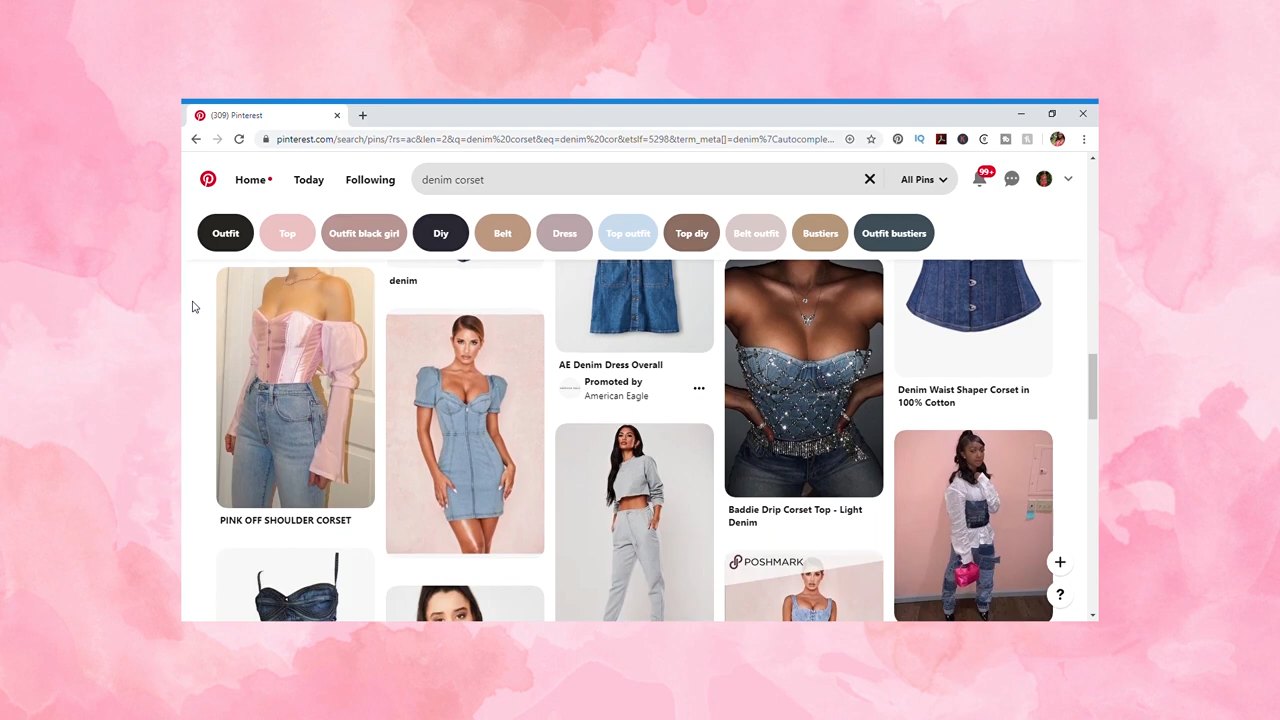 (309) Pinterest
pinterest.com/search/pins/?rs=ac&len=2&q=denim%20corset&eq=denim%20cor&etslf=5298&term_meta[]=denim%7Cautocomple...
Home
Today
Following
denim corset
All Pins
99+
Outfit
Top
Outfit black girl
Diy
Belt
Dress
Top outfit
Top diy
Belt outfit
Bustiers
Outfit bustiers
PINK OFF SHOULDER CORSET
denim
AE Denim Dress Overall
Promoted by
American Eagle
Baddie Drip Corset Top - Light
Denim
POSHMARK
Denim Waist Shaper Corset in
100% Cotton